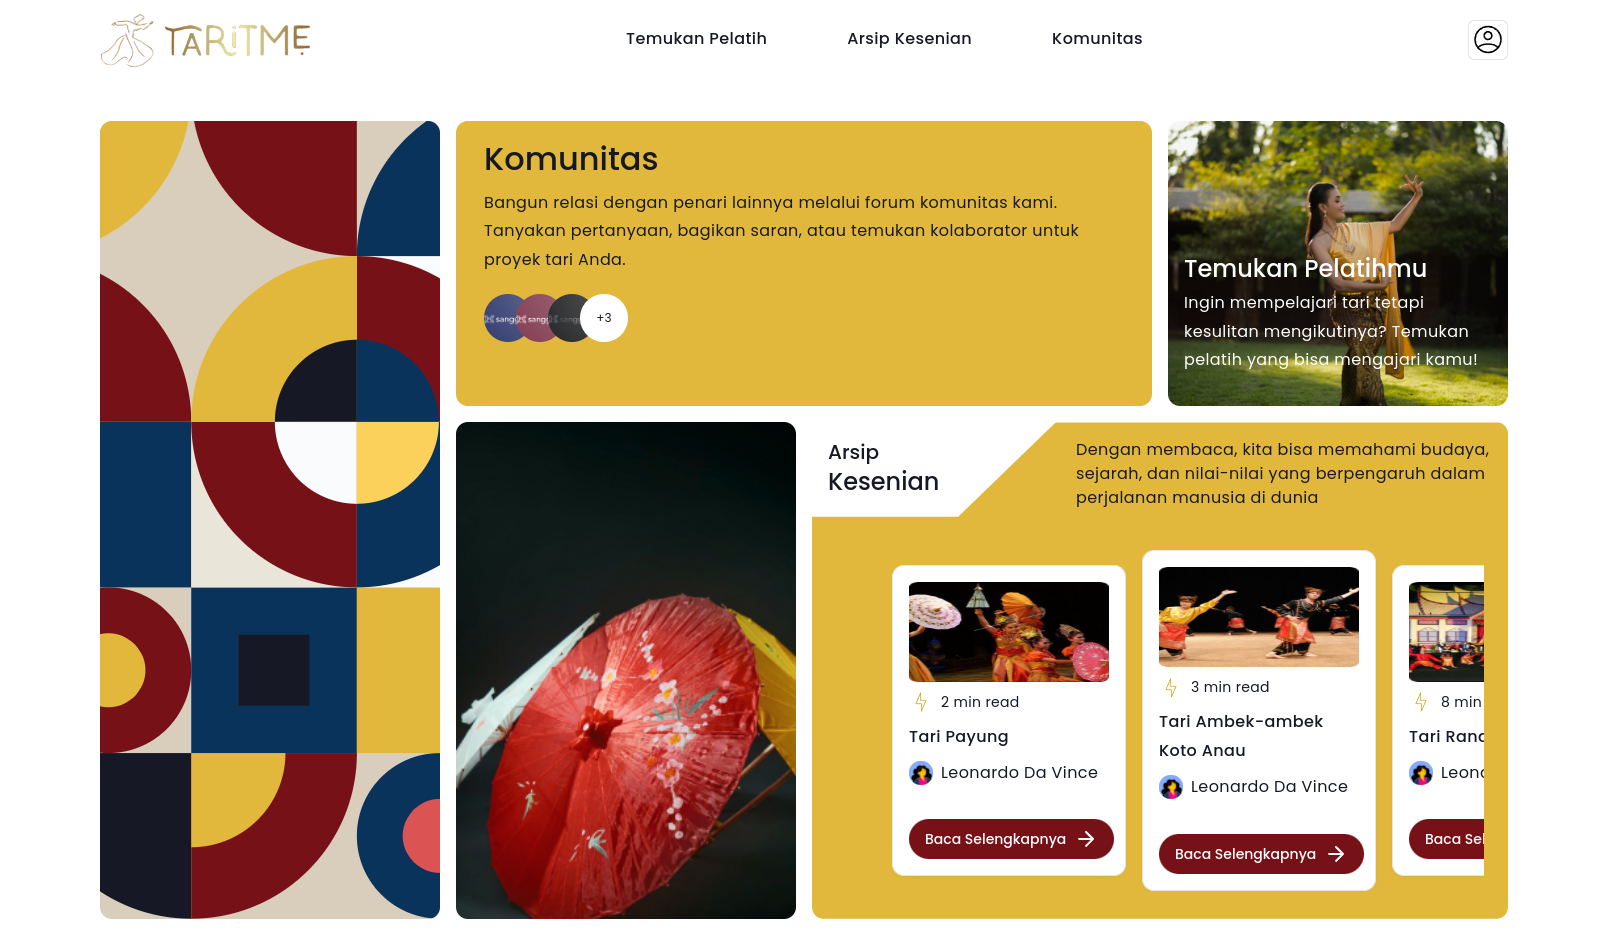 TARiTME
Temukan Pelatih
Arsip Kesenian
Komunitas
Komunitas
Bangun relasi dengan penari lainnya melalui forum komunitas kami.
Tanyakan pertanyaan, bagikan saran, atau temukan kolaborator untuk
proyek tari Anda.
+3
Temukan Pelatihmu
Ingin mempelajari tari tetapi
kesulitan mengikutinya? Temukan
pelatih yang bisa mengajari kamu!
Arsip
Kesenian
Dengan membaca, kita bisa memahami budaya,
sejarah, dan nilai-nilai yang berpengaruh dalam
perjalanan manusia di dunia
2 min read
Tari Payung
Leonardo Da Vince
Baca Selengkapnya
3 min read
Tari Ambek-ambek
Koto Anau
Leonardo Da Vince
Baca Selengkapnya
8 min
Tari
Baca